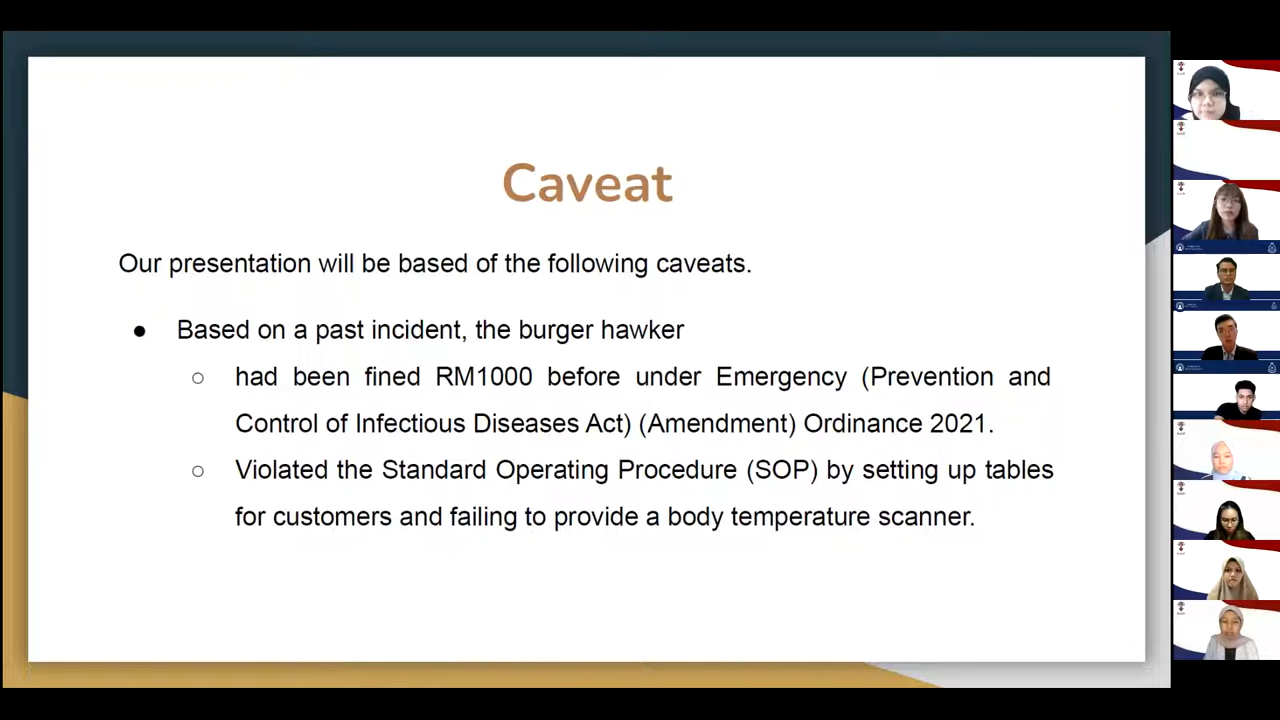 Caveat
Our presentation will be based of the following caveats.
● Based on a past incident, the burger hawker
○ had been fined RM1000 before under Emergency (Prevention and
Control of Infectious Diseases Act) (Amendment) Ordinance 2021.
○ Violated the Standard Operating Procedure (SOP) by setting up tables
for customers and failing to provide a body temperature scanner.